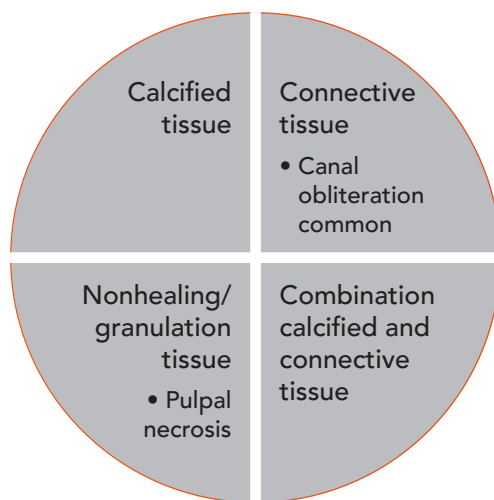 Calcified
tissue
Connective
tissue
• Canal
obliteration
common
Nonhealing/
granulation
tissue
• Pulpal
necrosis
Combination
calcified and
connective
tissue